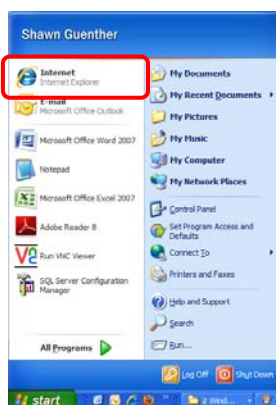 Shawn Guenther
Internet
Internet Explorer
E-mail
Microsoft Office Outlook
Microsoft Office Word 2007
Notepad
Microsoft Office Excel 2007
Adobe Reader 8
Run VNC Viewer
SQL Server Configuration
Manager
All Programs
My Documents
My Recent Documents
My Pictures
My Music
My Computer
My Network Places
Control Panel
Set Program Access and
Defaults
Connect To
Printers and Faxes
Help and Support
Search
Run...
Log Off
Shut Down
start